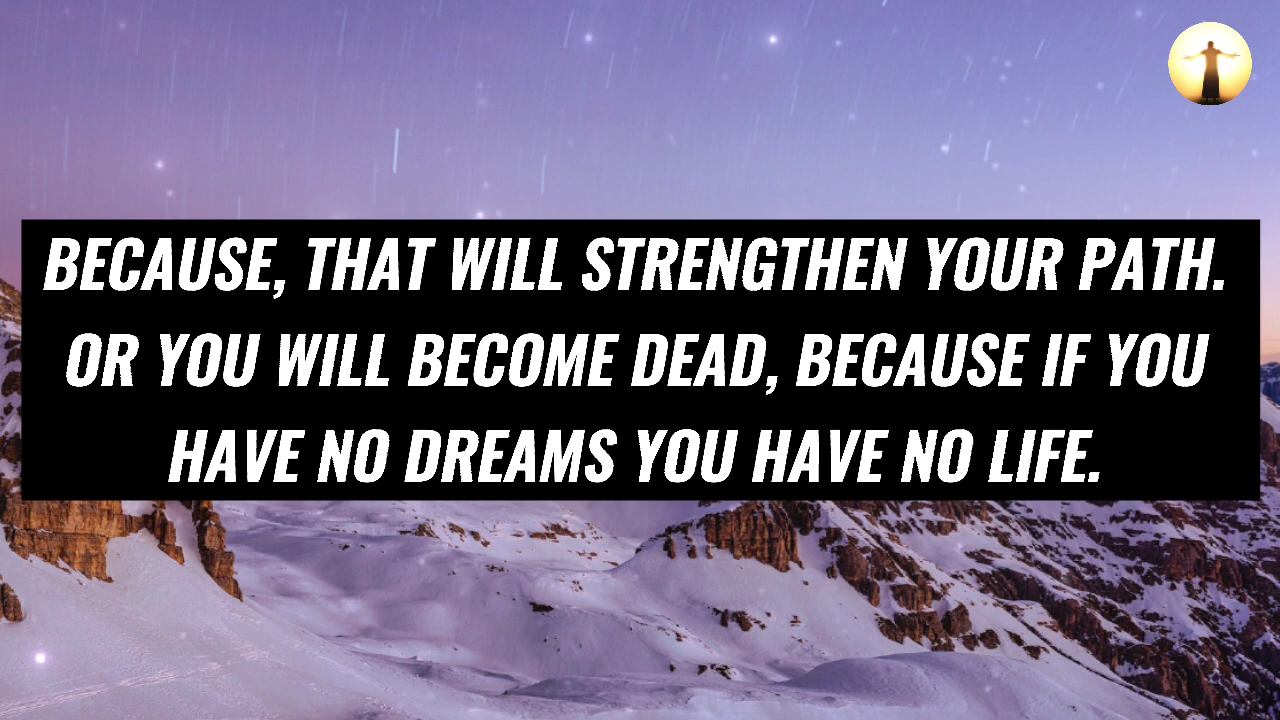 BECAUSE, THAT WILL STRENGTHEN YOUR PATH.
OR YOU WILL BECOME DEAD, BECAUSE IF YOU
HAVE NO DREAMS YOU HAVE NO LIFE.